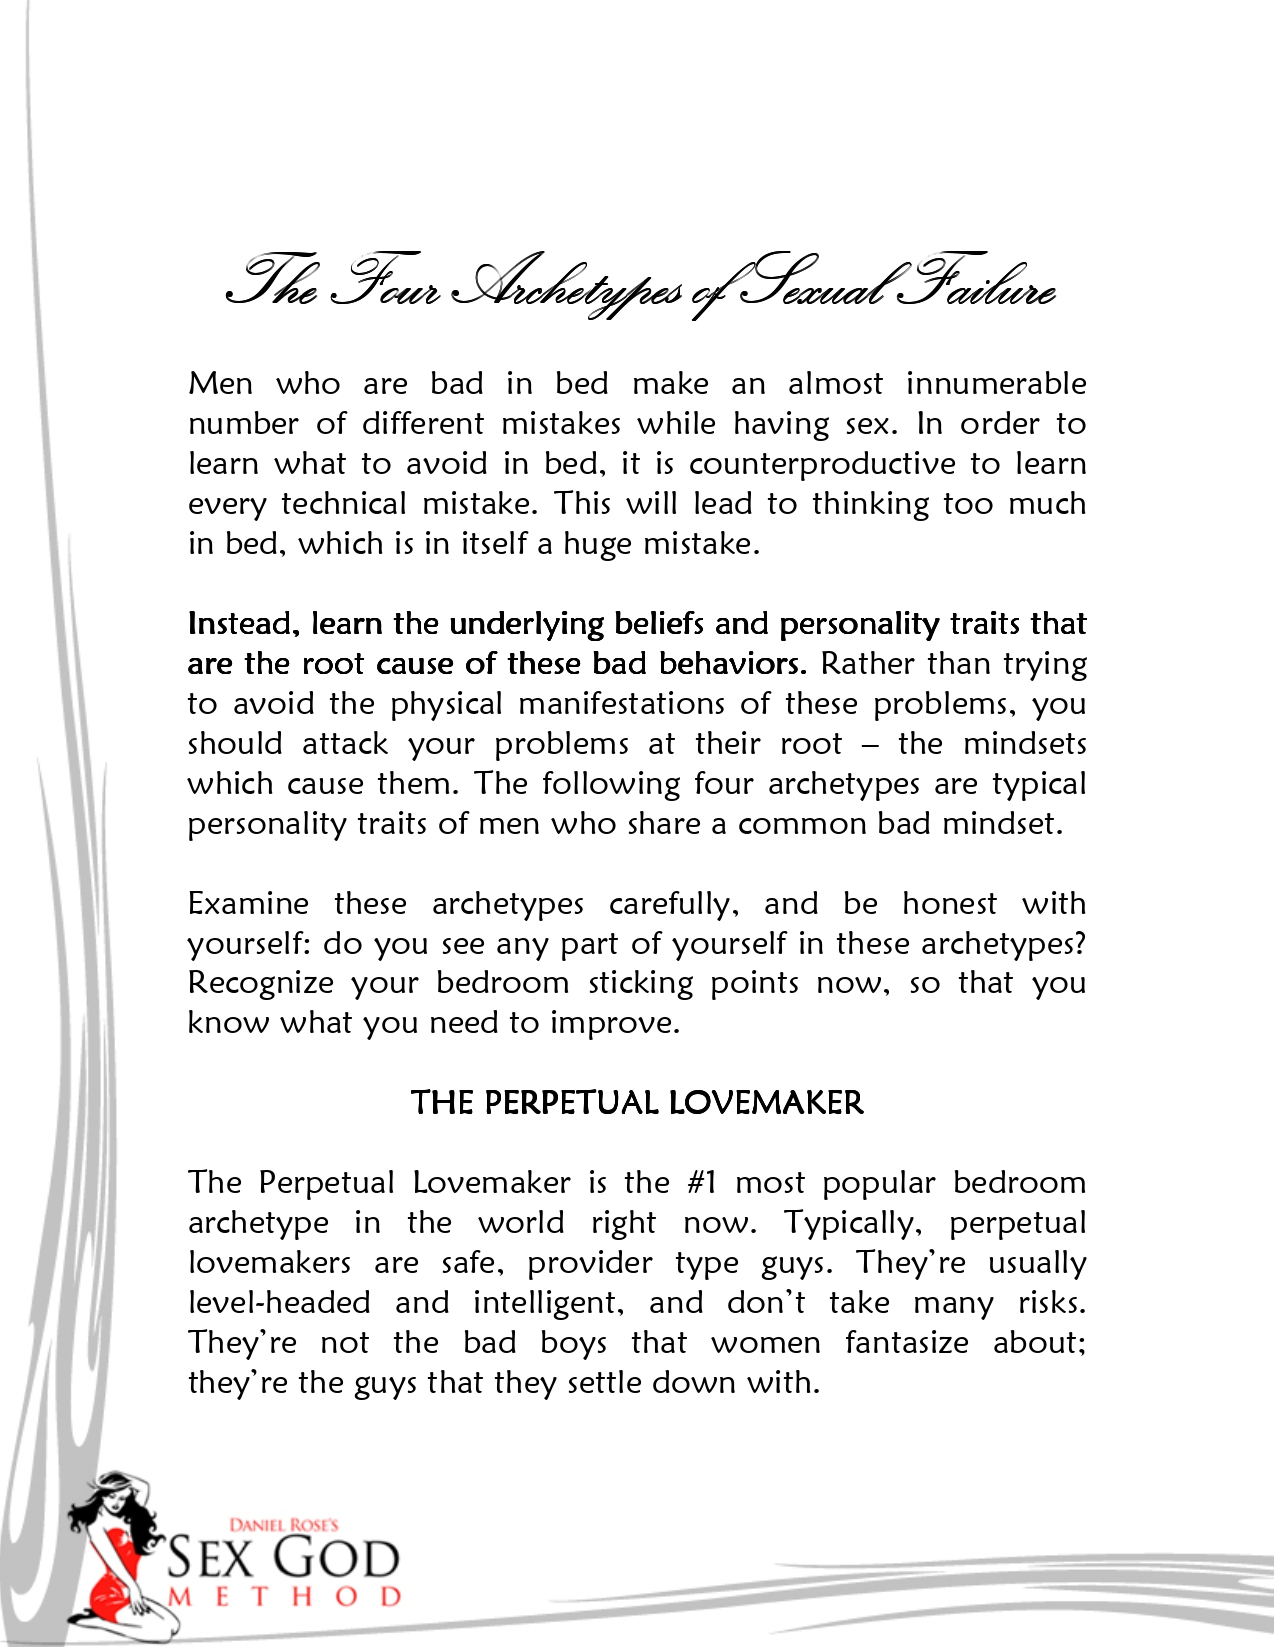 The Four Archetypes of Sexual Failure
Men who are bad in bed make an almost innumerable
number of different mistakes while having sex. In order to
learn what to avoid in bed, it is counterproductive to learn
every technical mistake. This will lead to thinking too much
in bed, which is in itself a huge mistake.
Instead, learn the underlying beliefs and personality traits that
are the root cause of these bad behaviors. Rather than trying
to avoid the physical manifestations of these problems, you
should attack your problems at their root – the mindsets
which cause them. The following four archetypes are typical
personality traits of men who share a common bad mindset.
Examine these archetypes carefully, and be honest with
yourself: do you see any part of yourself in these archetypes?
Recognize your bedroom sticking points now, so that you
know what you need to improve.
THE PERPETUAL LOVEMAKER
The Perpetual Lovemaker is the #1 most popular bedroom
archetype in the world right now. Typically, perpetual
lovemakers are safe, provider type guys. They’re usually
level-headed and intelligent, and don’t take many risks.
They’re not the bad boys that women fantasize about;
they’re the guys that they settle down with.
DANIEL ROSE'S
SEX GOD
METHOD